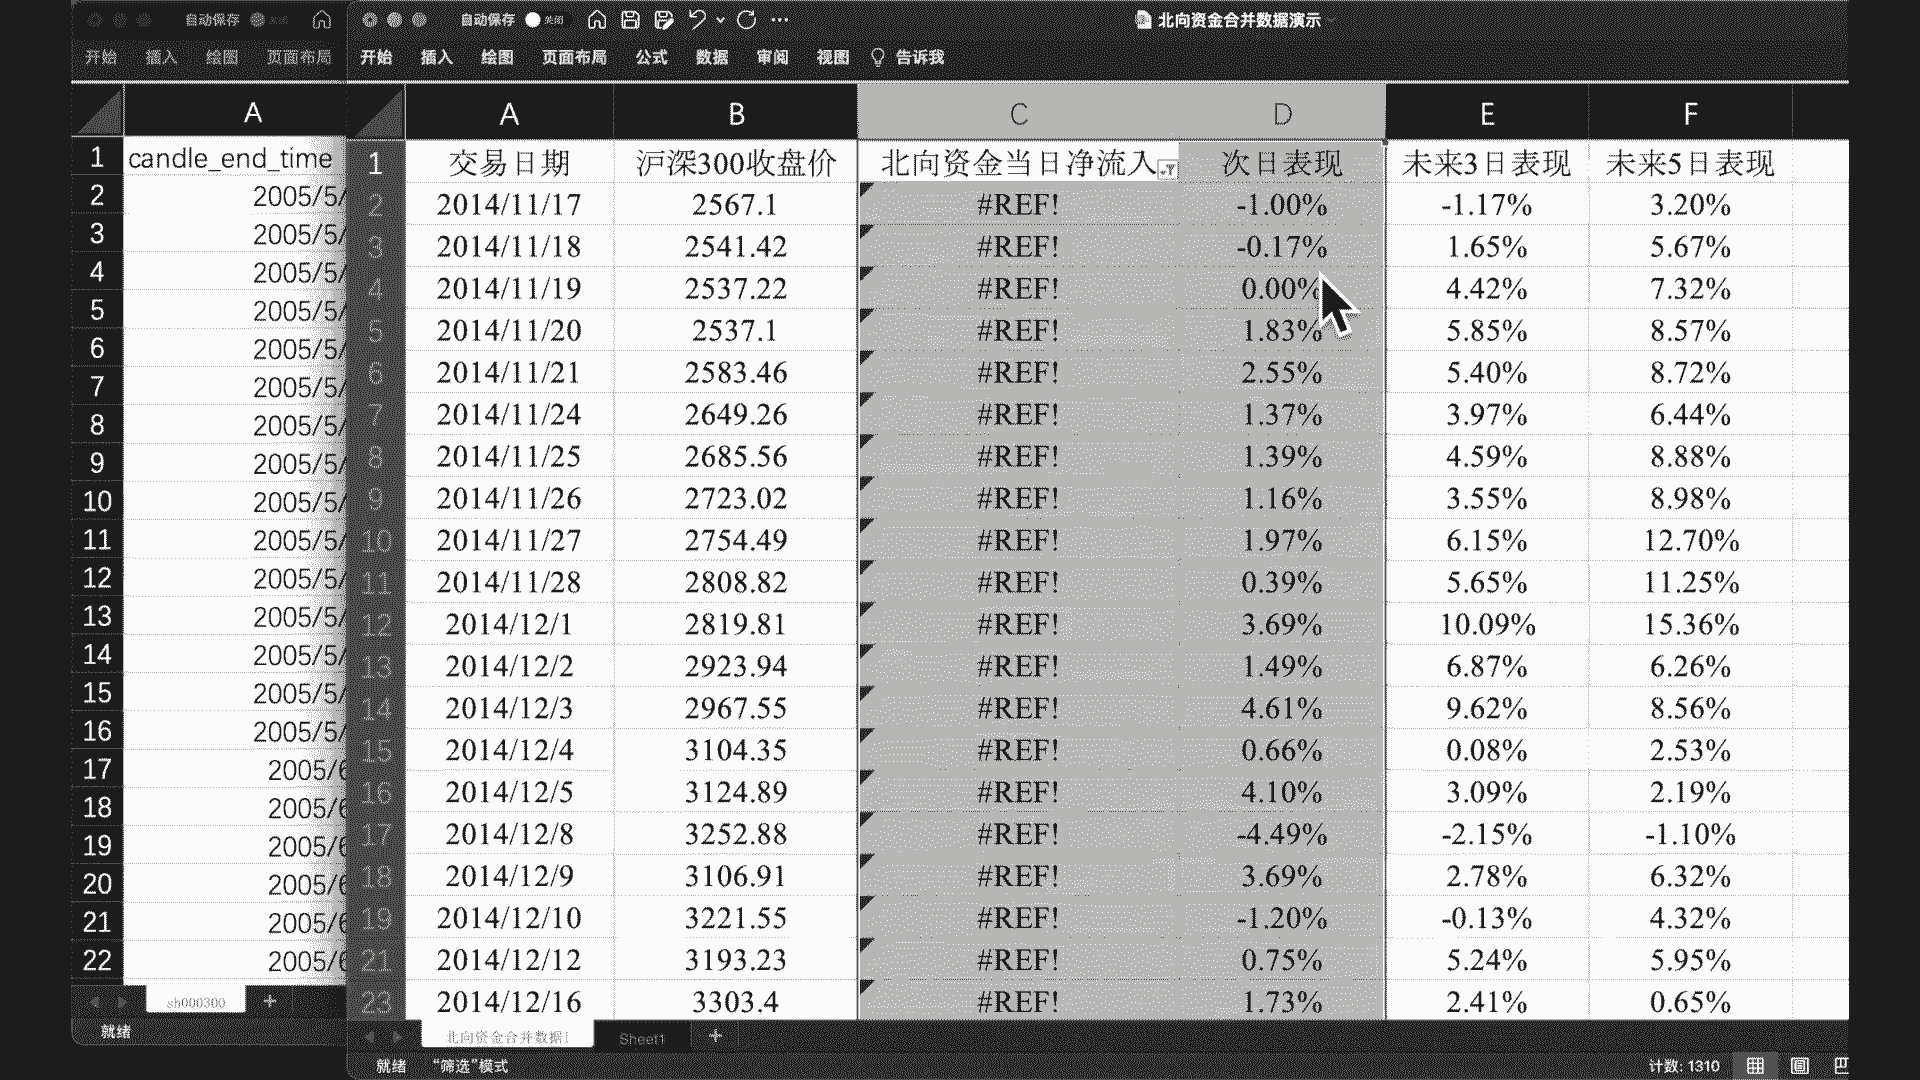 自动保存 关闭
开始 插入 绘图 页面布局
A
1 candle_end_time
2 2005/5/
3 2005/5/
4 2005/5/
5 2005/5/
6 2005/5/
7 2005/5/
8 2005/5/
9 2005/5/
10 2005/5/
11 2005/5/
12 2005/5/
13 2005/5/
14 2005/5/
15 2005/5/
16 2005/5/
17 2005/6
18 2005/6
19 2005/6
20 2005/6
21 2005/6
22 2005/6
sh000300
就绪
自动保存 关闭 北向资金合并数据演示
开始 插入 绘图 页面布局 公式 数据 审阅 视图 告诉我
A B C D E F
1 交易日期 沪深300收盘价 北向资金当日净流入 次日表现 未来3日表现 未来5日表现
2 2014/11/17 2567.1 #REF! -1.00% -1.17% 3.20%
3 2014/11/18 2541.42 #REF! -0.17% 1.65% 5.67%
4 2014/11/19 2537.22 #REF! 0.00% 4.42% 7.32%
5 2014/11/20 2537.1 #REF! 1.83% 5.85% 8.57%
6 2014/11/21 2583.46 #REF! 2.55% 5.40% 8.72%
7 2014/11/24 2649.26 #REF! 1.37% 3.97% 6.44%
8 2014/11/25 2685.56 #REF! 1.39% 4.59% 8.88%
9 2014/11/26 2723.02 #REF! 1.16% 3.55% 8.98%
10 2014/11/27 2754.49 #REF! 1.97% 6.15% 12.70%
11 2014/11/28 2808.82 #REF! 0.39% 5.65% 11.25%
12 2014/12/1 2819.81 #REF! 3.69% 10.09% 15.36%
13 2014/12/2 2923.94 #REF! 1.49% 6.87% 6.26%
14 2014/12/3 2967.55 #REF! 4.61% 9.62% 8.56%
15 2014/12/4 3104.35 #REF! 0.66% 0.08% 2.53%
16 2014/12/5 3124.89 #REF! 4.10% 3.09% 2.19%
17 2014/12/8 3252.88 #REF! -4.49% -2.15% -1.10%
18 2014/12/9 3106.91 #REF! 3.69% 2.78% 6.32%
19 2014/12/10 3221.55 #REF! -1.20% -0.13% 4.32%
21 2014/12/12 3193.23 #REF! 0.75% 5.24% 5.95%
23 2014/12/16 3303.4 #REF! 1.73% 2.41% 0.65%
北向资金合并数据 Sheet1
就绪 “筛选”模式 计数: 1310